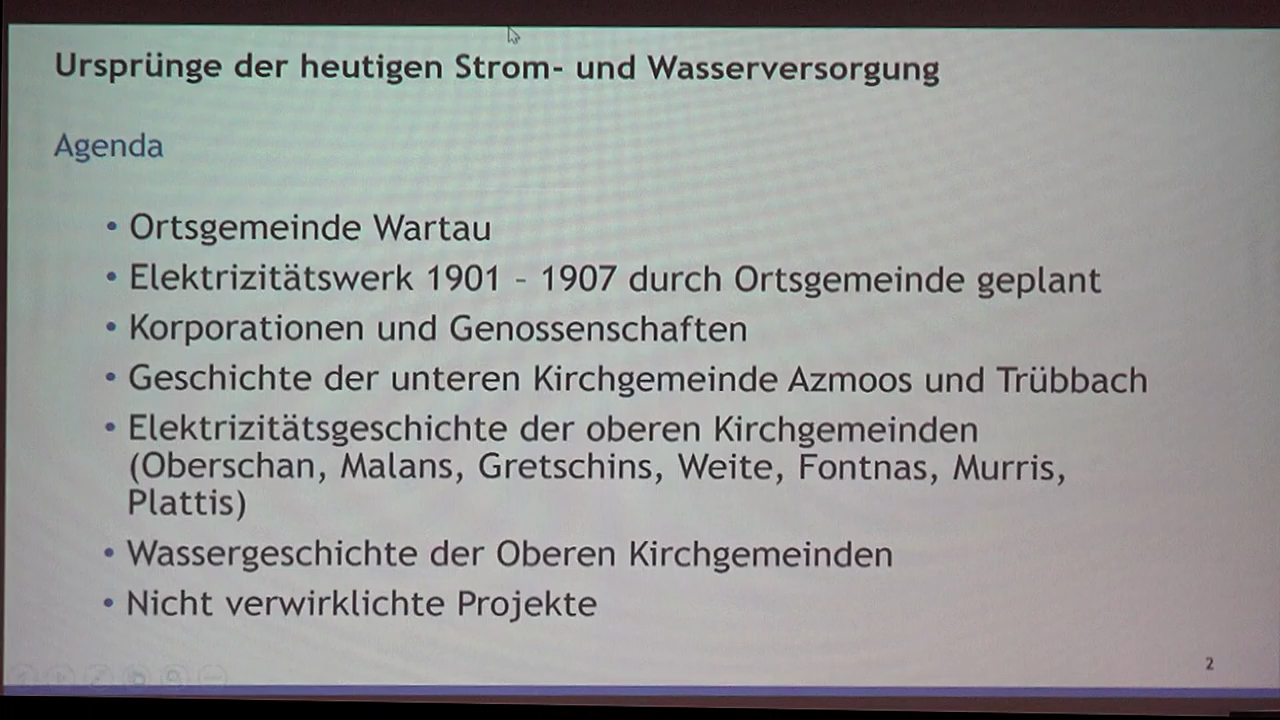 Ursprünge der heutigen Strom- und Wasserversorgung
Agenda
• Ortsgemeinde Wartau
• Elektrizitätswerk 1901 - 1907 durch Ortsgemeinde geplant
• Korporationen und Genossenschaften
• Geschichte der unteren Kirchgemeinde Azmoos und Trübbach
• Elektrizitätsgeschichte der oberen Kirchgemeinden
(Oberschan, Malans, Gretschins, Weite, Fontnas, Murris,
Plattis)
• Wassergeschichte der Oberen Kirchgemeinden
• Nicht verwirklichte Projekte
2